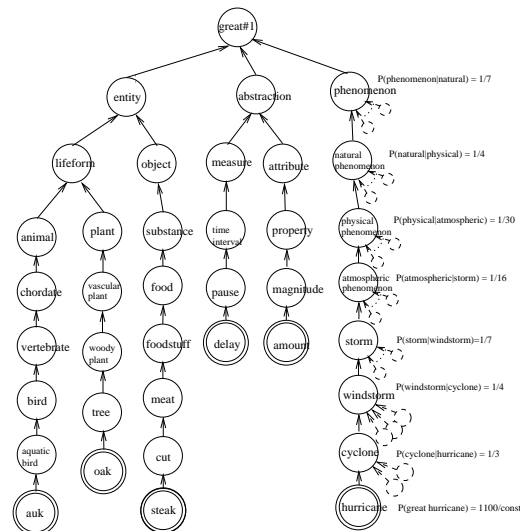 great#1
entity
abstraction
phenomenon
P(phenomenon|natural) = 1/7
lifeform
object
measure
attribute
natural
phenomenon
P(natural|physical) = 1/4
animal
plant
substance
time
interval
property
physical
phenomenon
P(physical|atmospheric) = 1/30
chordate
vascular
plant
food
pause
magnitude
atmospheric
phenomenon
P(atmospheric|storm) = 1/16
vertebrate
woody
plant
foodstuff
delay
amount
storm
P(storm|windstorm)=1/7
bird
tree
meat
windstorm
P(windstorm|cyclone) = 1/4
aquatic
bird
oak
cut
cyclone
P(cyclone|hurricane) = 1/3
auk
steak
hurricane
P(great hurricane) = 1100/const